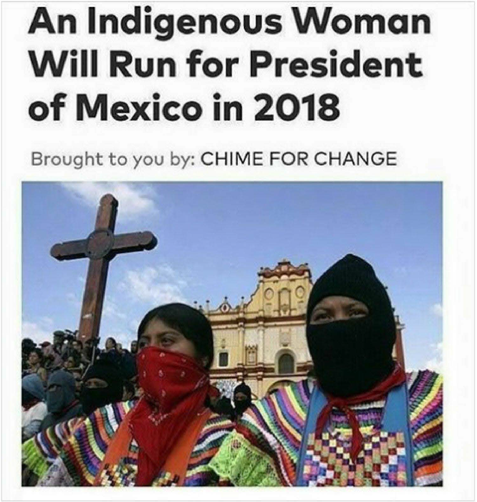 An Indigenous Woman
Will Run for President
of Mexico in 2018
Brought to you by: CHIME FOR CHANGE